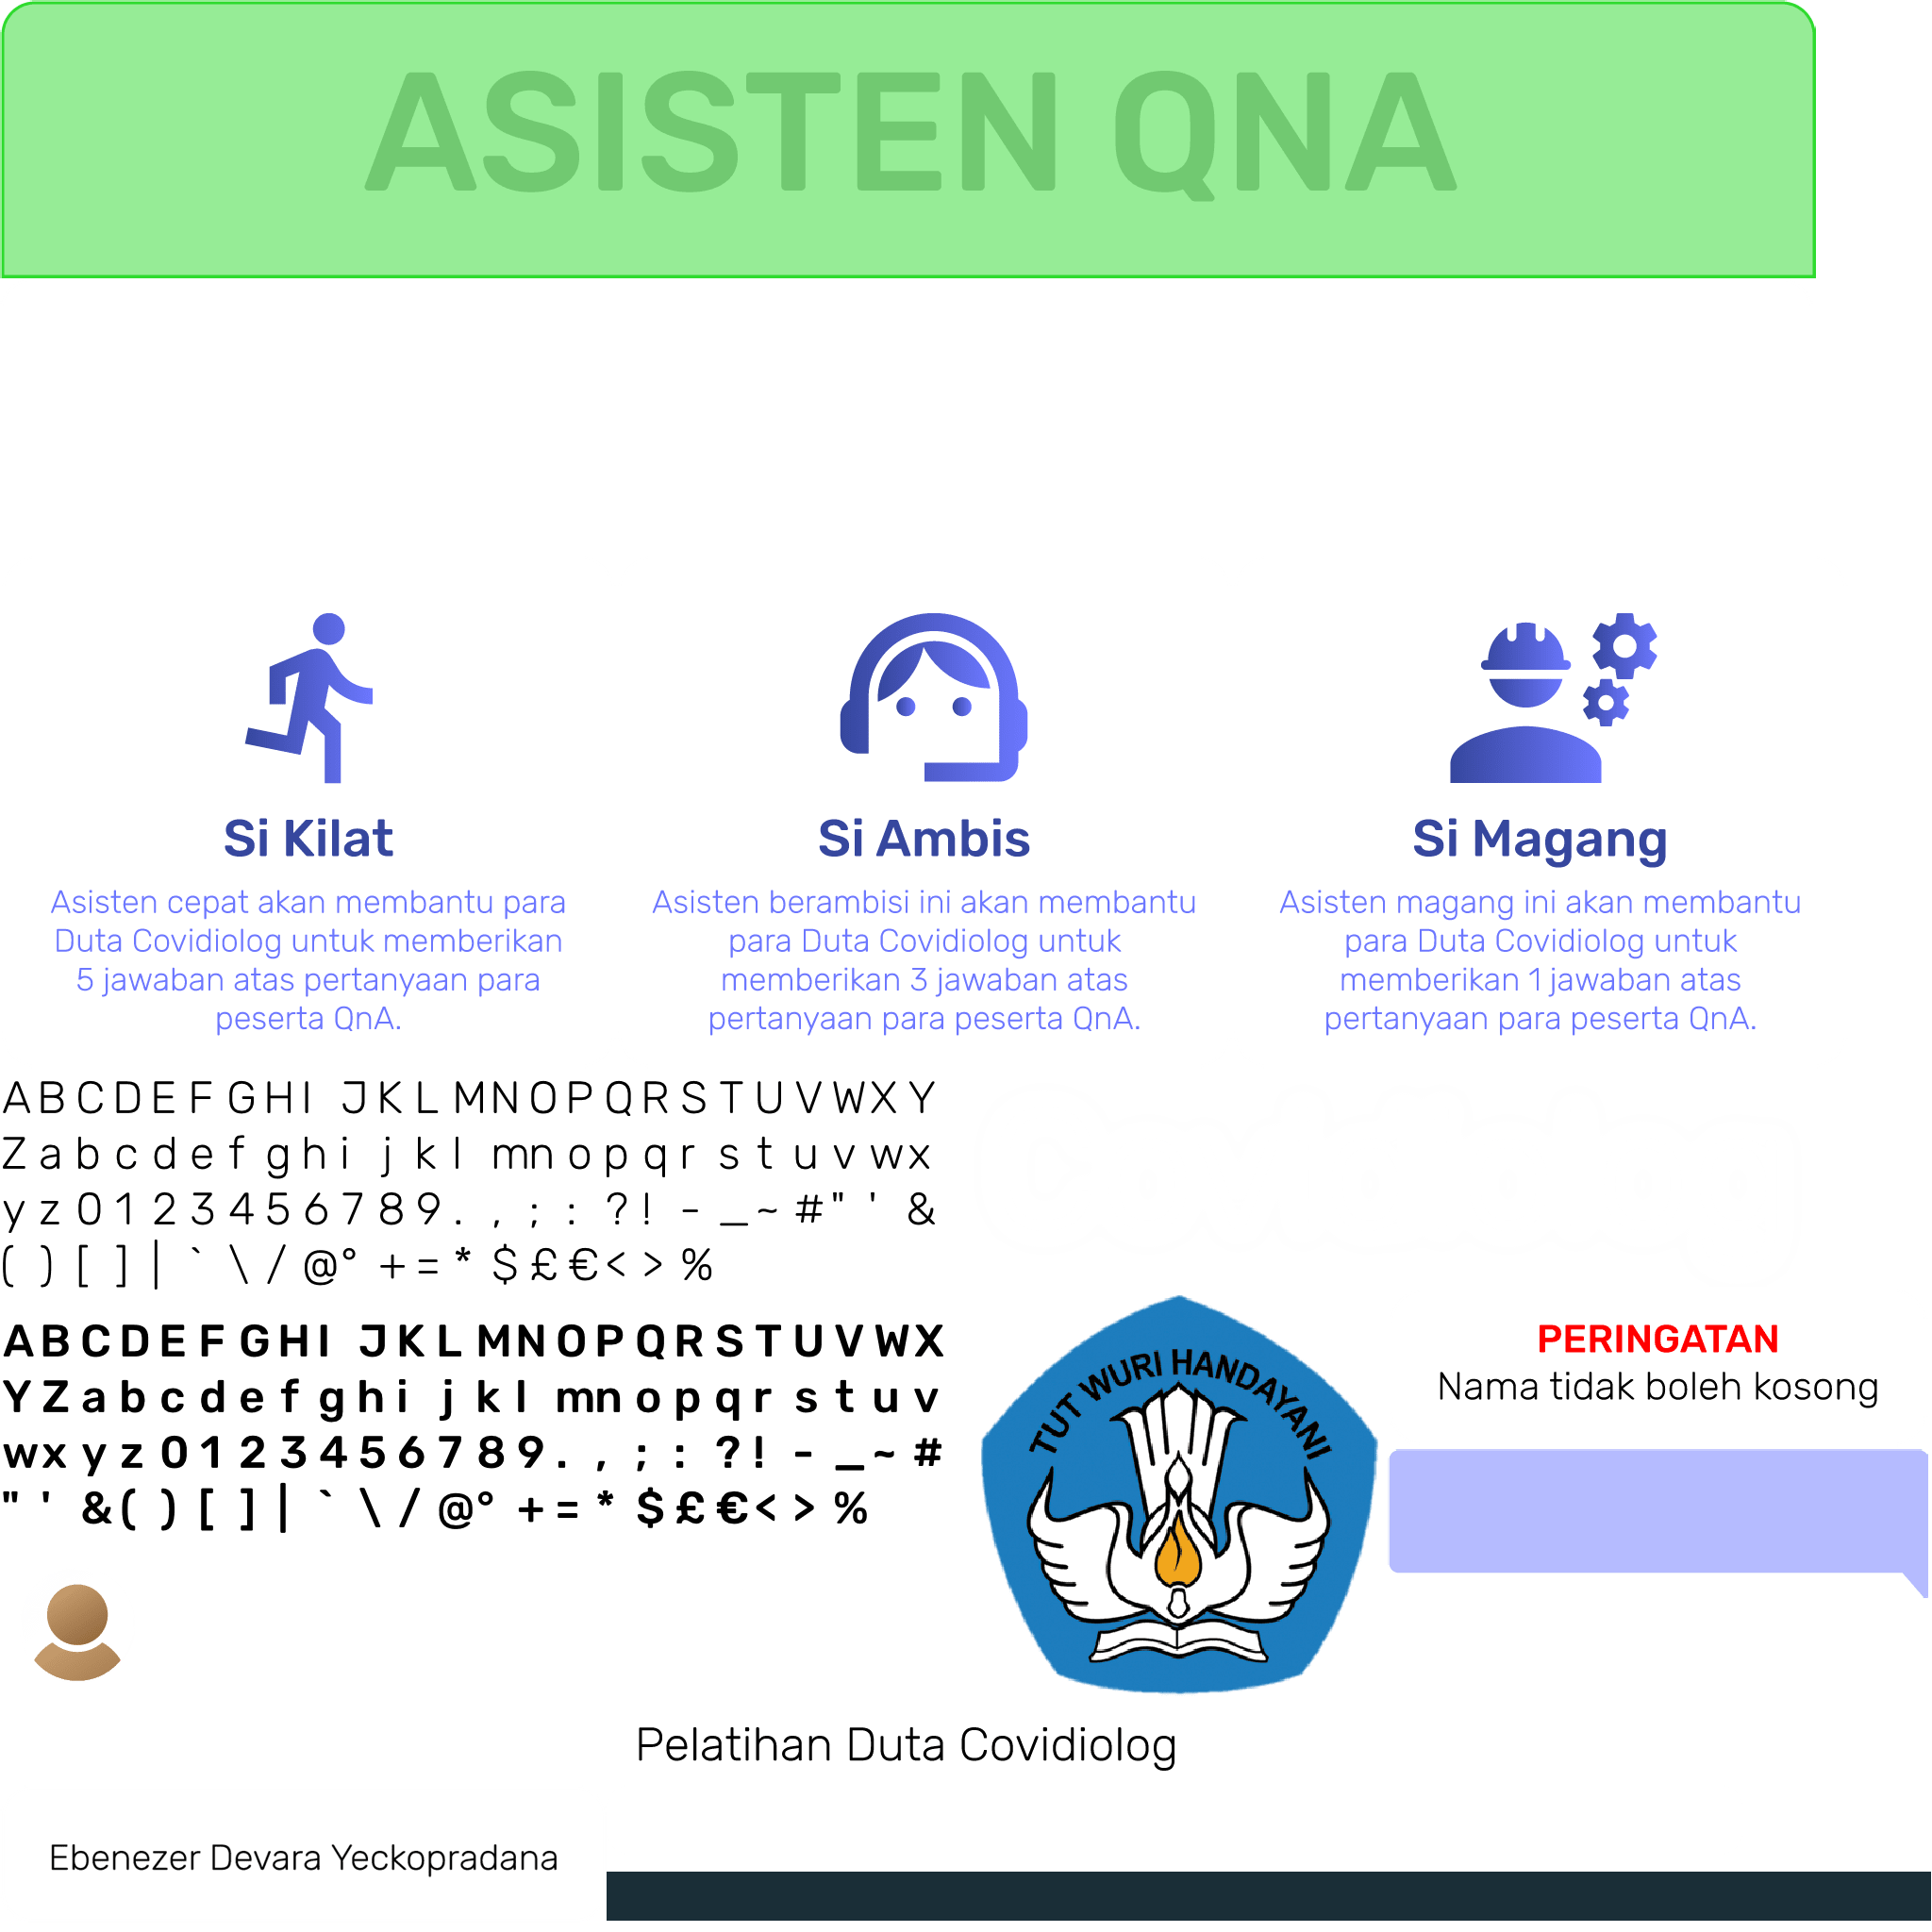 ASISTEN QNA
Si Kilat
Asisten cepat akan membantu para
Duta Covidiolog untuk memberikan
5 jawaban atas pertanyaan para
peserta QnA.
Si Ambis
Asisten berambisi ini akan membantu
para Duta Covidiolog untuk
memberikan 3 jawaban atas
pertanyaan para peserta QnA.
Si Magang
Asisten magang ini akan membantu
para Duta Covidiolog untuk
memberikan 1 jawaban atas
pertanyaan para peserta QnA.
A B C D E F G H I J K L M N O P Q R S T U V W X Y
Z a b c d e f g h i j k l m n o p q r s t u v w x
y z 0 1 2 3 4 5 6 7 8 9 . , ; : ? ! - _ ~ # " ' &
( ) [ ] | ` \ / @ ° + = * $ £ € < > %
A B C D E F G H I J K L M N O P Q R S T U V W X
Y Z a b c d e f g h i j k l m n o p q r s t u v
w x y z 0 1 2 3 4 5 6 7 8 9 . , ; : ? ! - _ ~ #
" ' & ( ) [ ] | ` \ / @ ° + = * $ £ € < > %
TUT WURI HANDAYANI
PERINGATAN
Nama tidak boleh kosong
Pelatihan Duta Covidiolog
Ebenezer Devara Yeckopradana